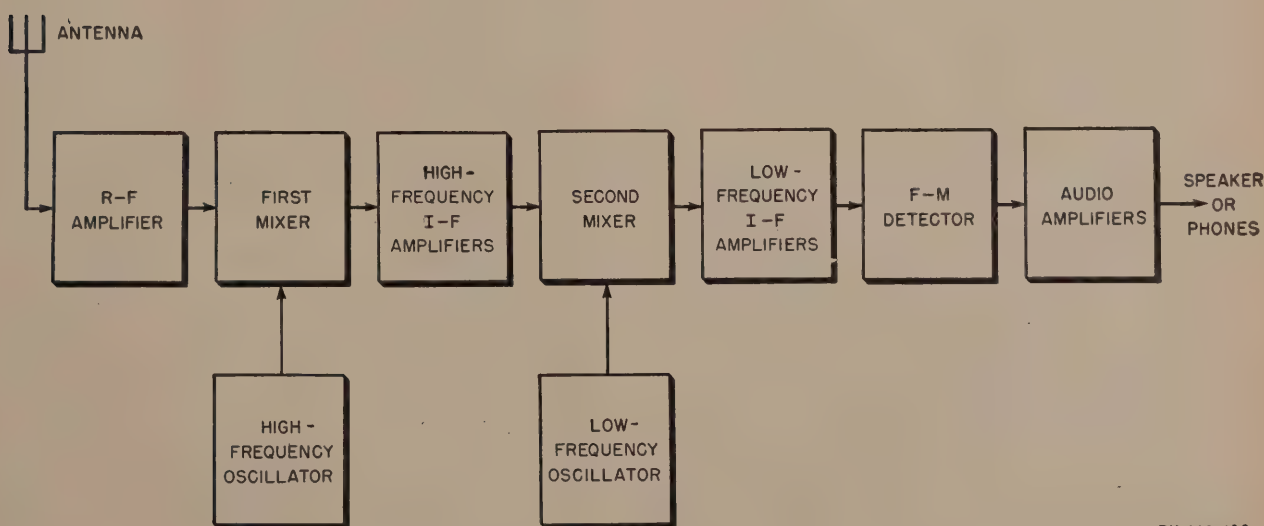 ANTENNA
R-F
AMPLIFIER
FIRST
MIXER
HIGH-
FREQUENCY
I-F
AMPLIFIERS
SECOND
MIXER
LOW-
FREQUENCY
I-F
AMPLIFIERS
F-M
DETECTOR
AUDIO
AMPLIFIERS
SPEAKER
OR
PHONES
HIGH-
FREQUENCY
OSCILLATOR
LOW-
FREQUENCY
OSCILLATOR